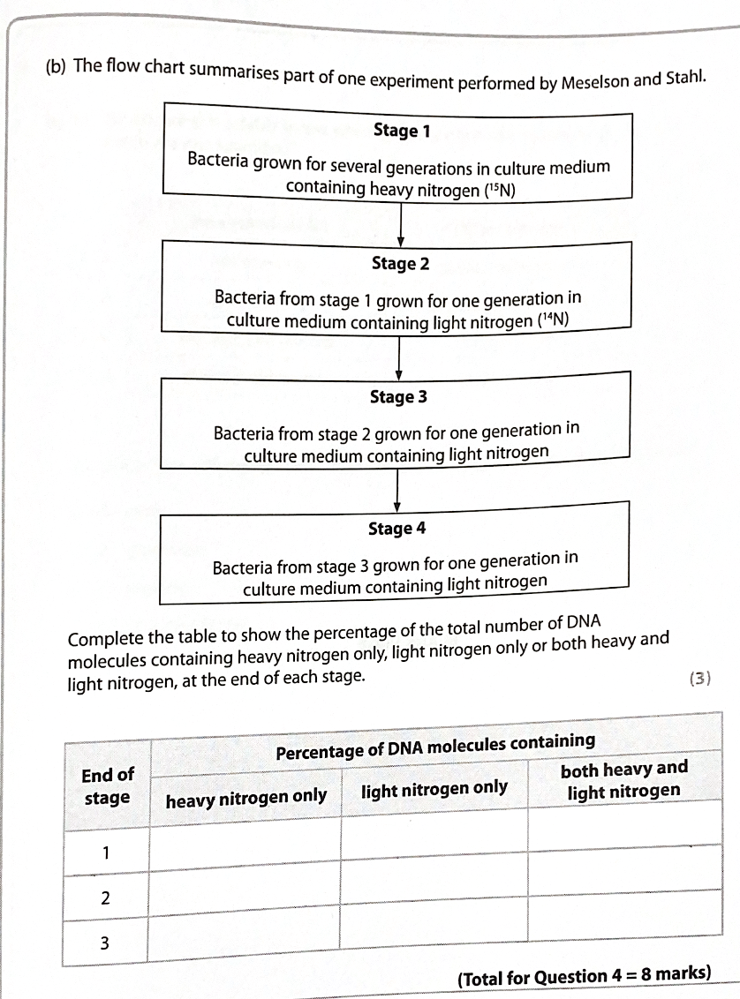 (b) The flow chart summarises part of one experiment performed by Meselson and Stahl.
Stage 1
Bacteria grown for several generations in culture medium
containing heavy nitrogen (¹⁵N)
Stage 2
Bacteria from stage 1 grown for one generation in
culture medium containing light nitrogen (¹⁴N)
Stage 3
Bacteria from stage 2 grown for one generation in
culture medium containing light nitrogen
Stage 4
Bacteria from stage 3 grown for one generation in
culture medium containing light nitrogen
Complete the table to show the percentage of the total number of DNA
molecules containing heavy nitrogen only, light nitrogen only or both heavy and
light nitrogen, at the end of each stage.
(3)
End of
stage
Percentage of DNA molecules containing
heavy nitrogen only
light nitrogen only
both heavy and
light nitrogen
1
2
3
(Total for Question 4 = 8 marks)